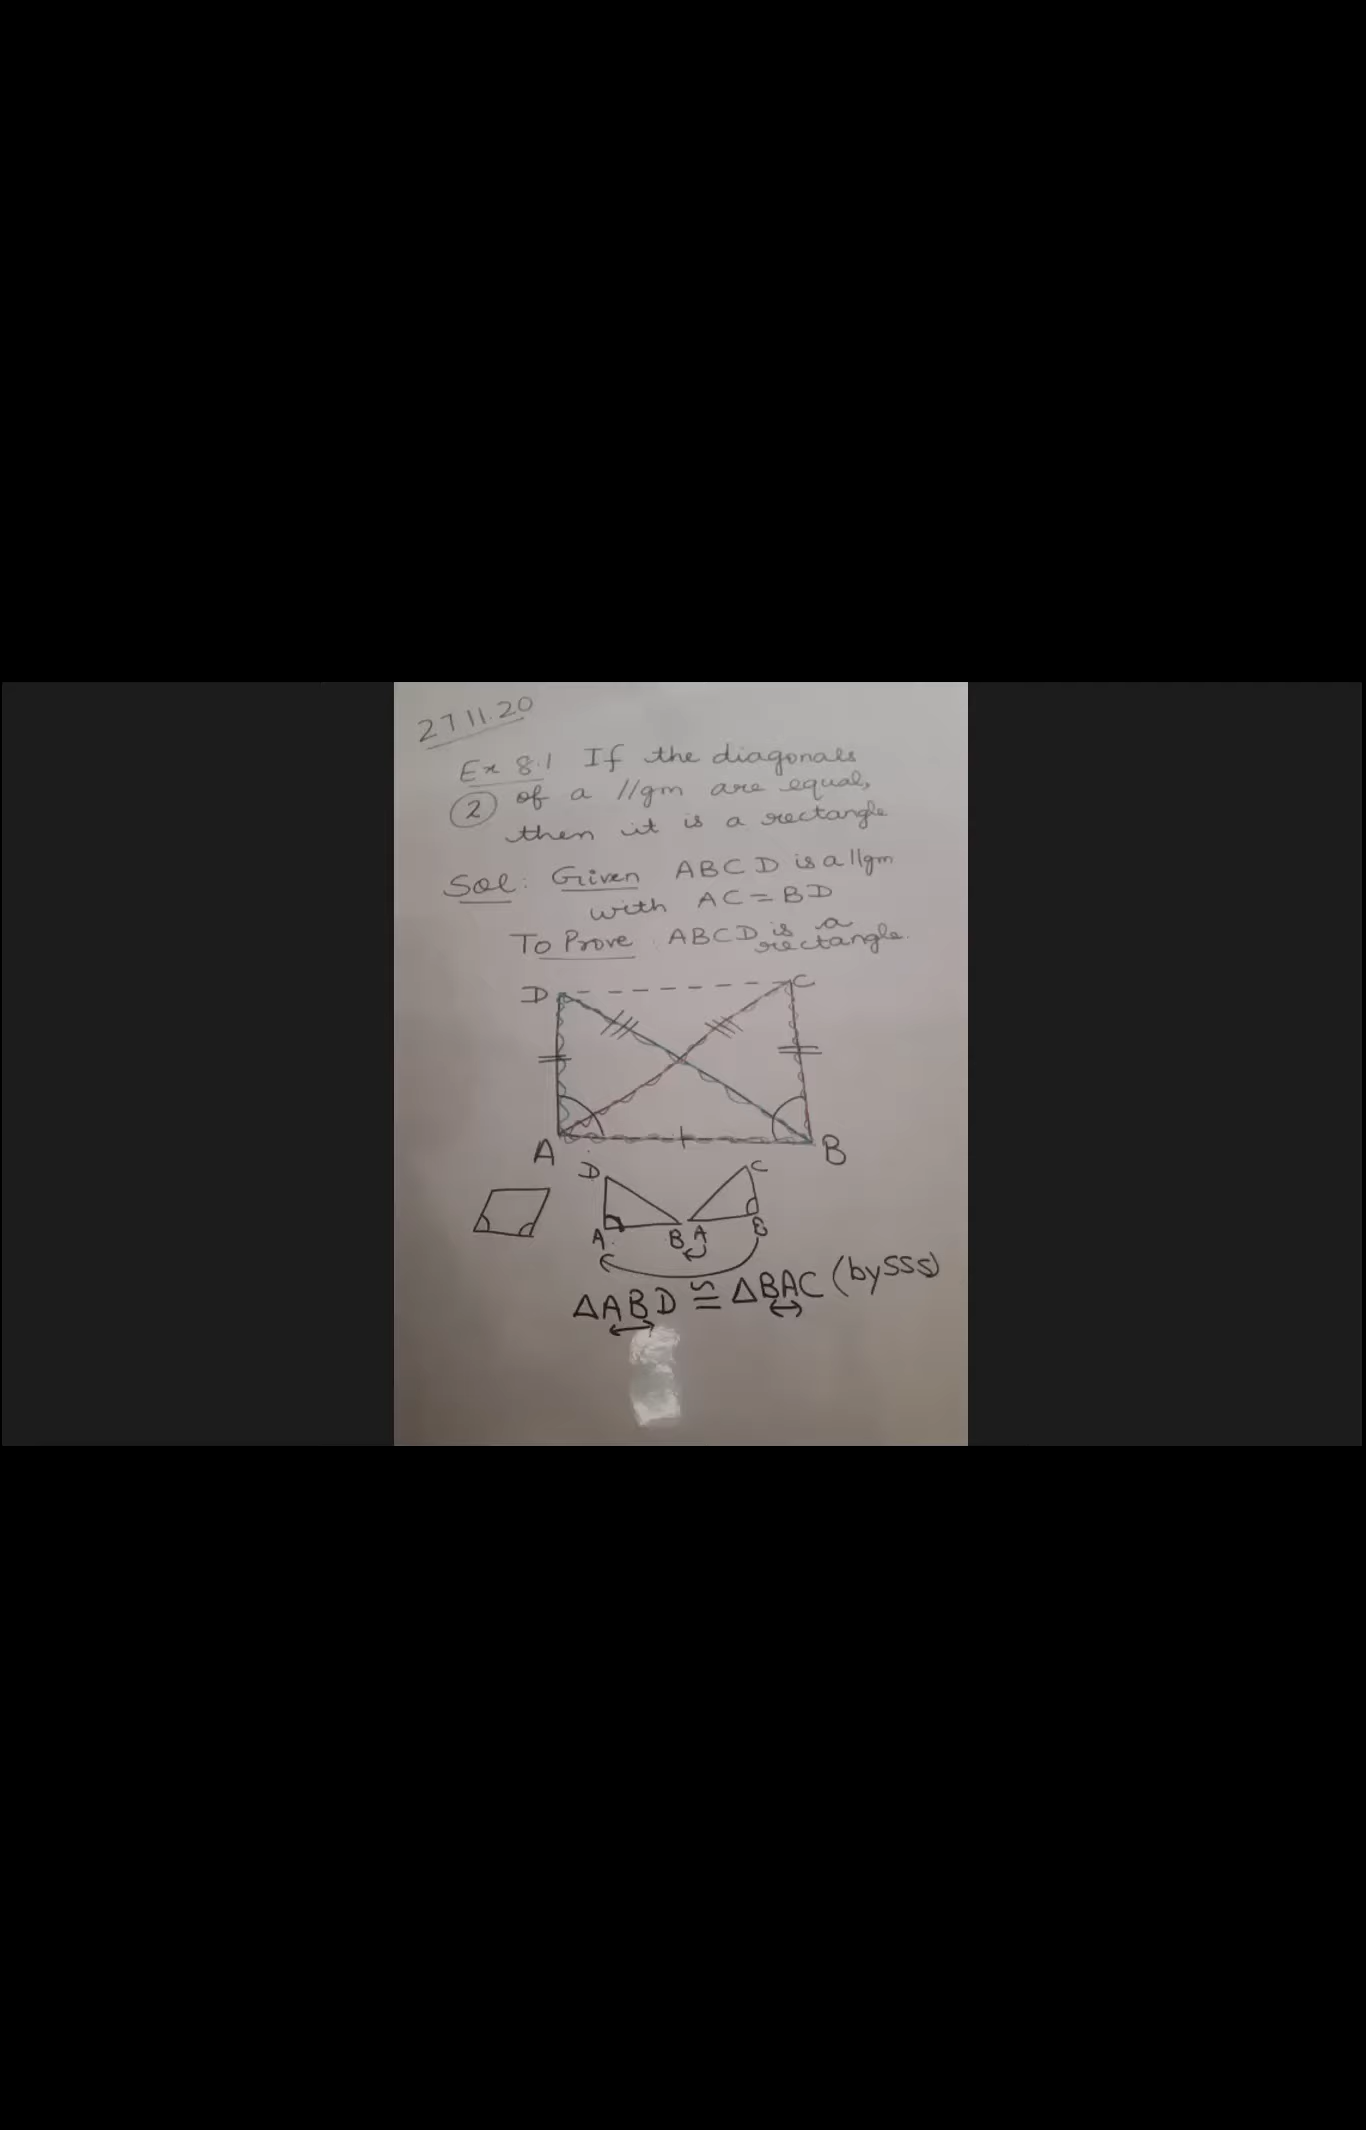 27.11.20
Ex 8.1 If the diagonals
2 of a //gm are equal,
then it is a rectangle
Sol: Given ABCD is a //gm
with AC = BD
To Prove ABCD is a
rectangle.
D C
A B
D C
A B A B
ΔABD ≅ ΔBAC (by SSS)